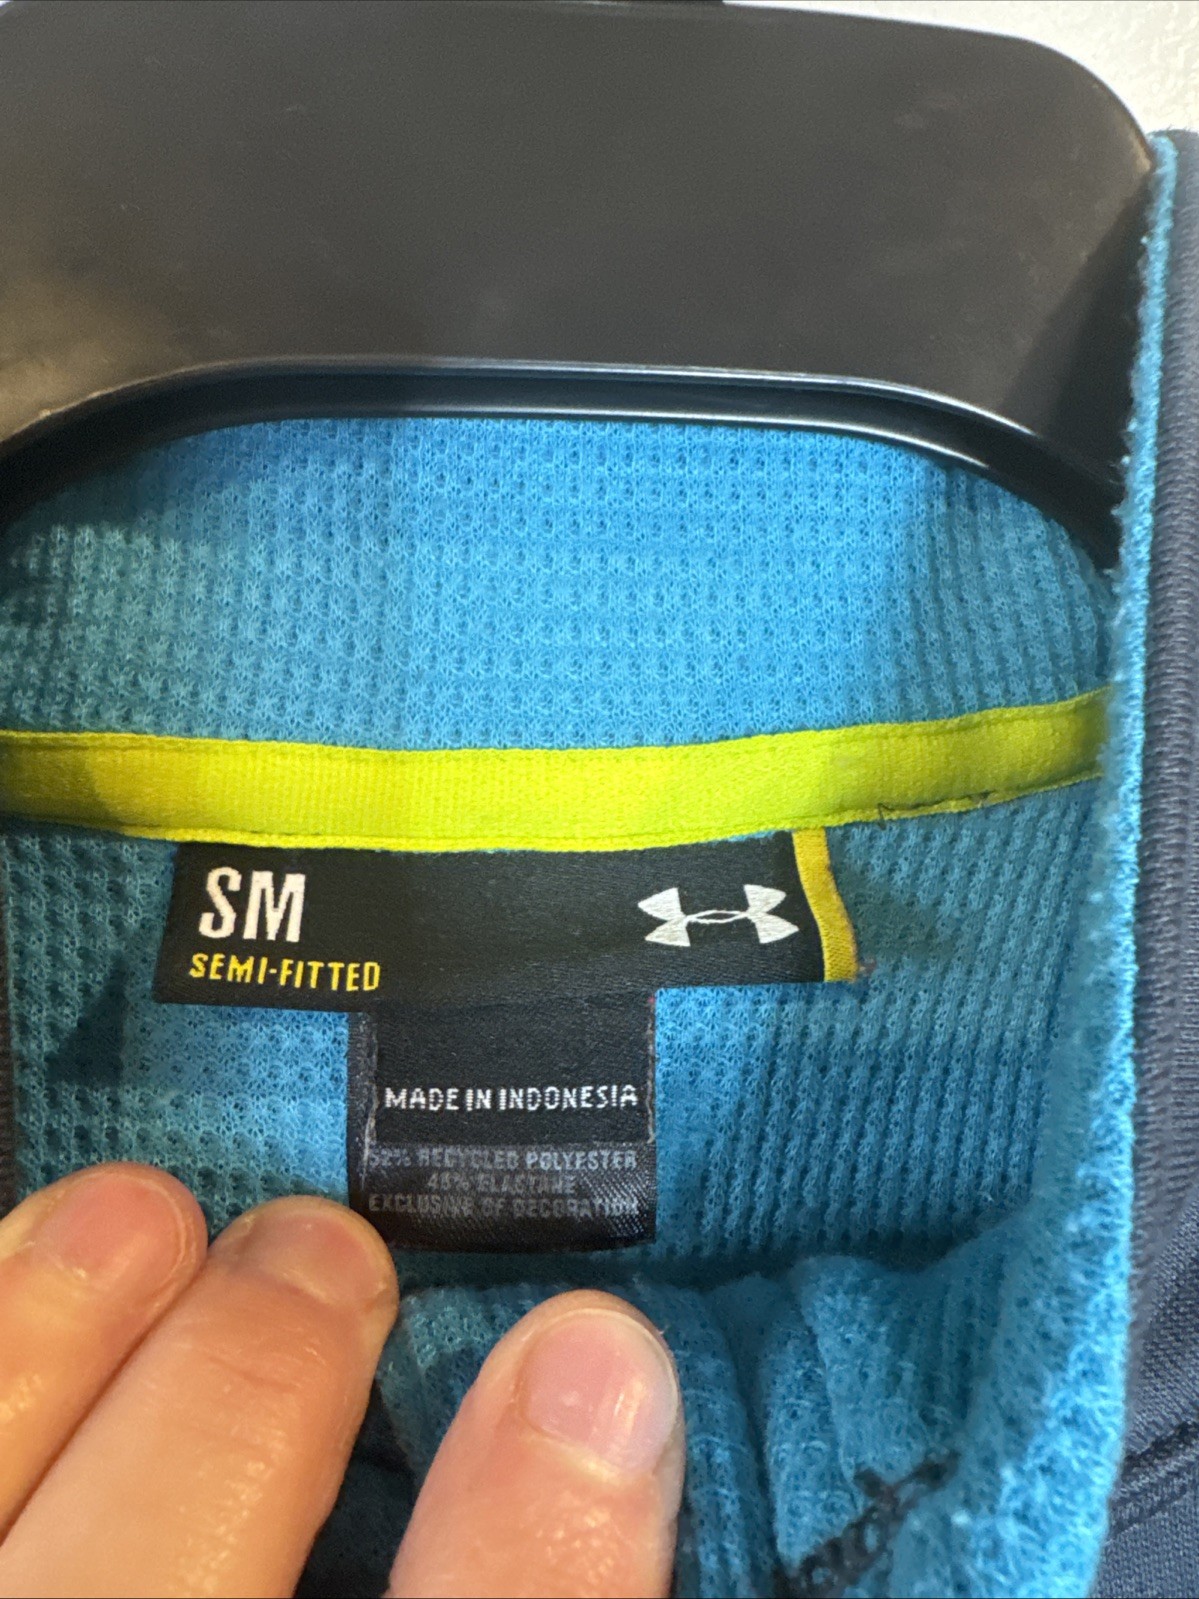 SM
SEMI-FITTED
MADE IN INDONESIA
RECYCLED POLYESTER
ELASTANE
EXCLUSIVE OF DECORATION